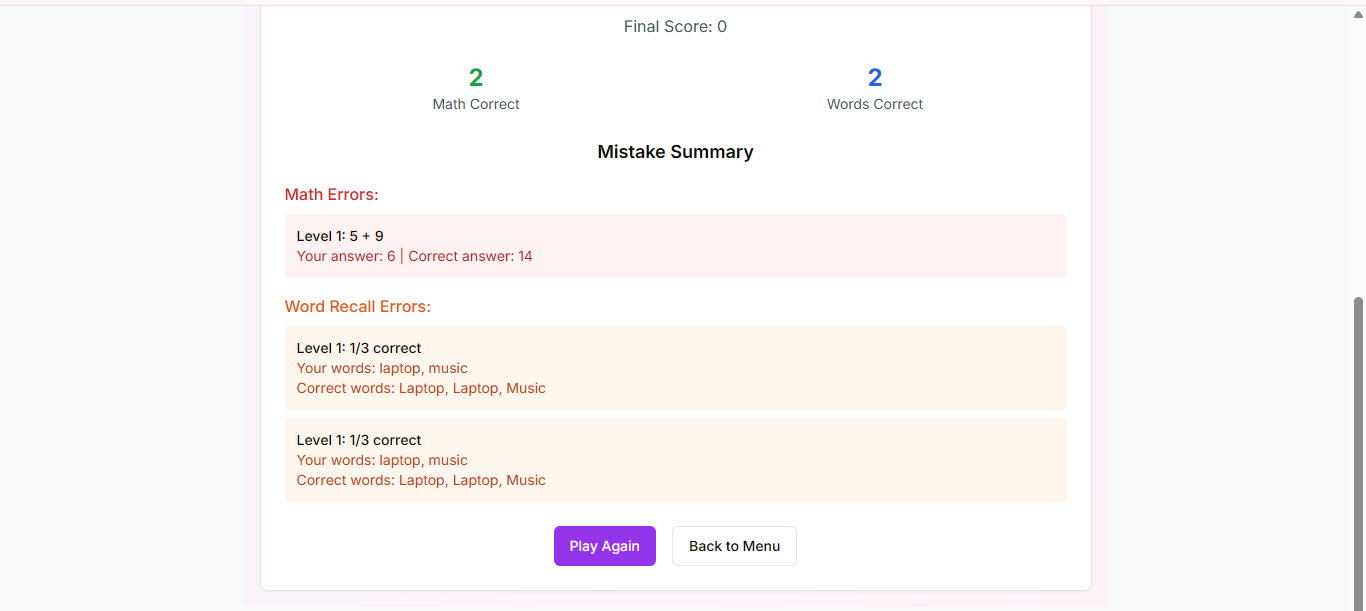 Final Score: 0
2
Math Correct
2
Words Correct
Mistake Summary
Math Errors:
Level 1: 5 + 9
Your answer: 6 | Correct answer: 14
Word Recall Errors:
Level 1: 1/3 correct
Your words: laptop, music
Correct words: Laptop, Laptop, Music
Level 1: 1/3 correct
Your words: laptop, music
Correct words: Laptop, Laptop, Music
Play Again
Back to Menu